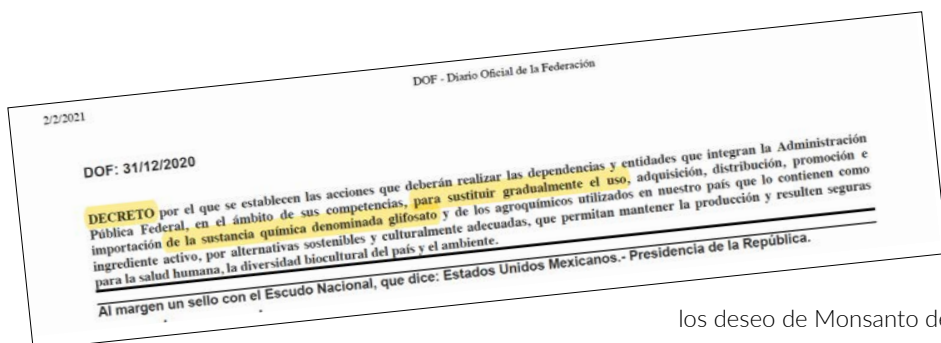 2/2/2021
DOF - Diario Oficial de la Federación
DOF: 31/12/2020
DECRETO por el que se establecen las acciones que deberán realizar las dependencias y entidades que integran la Administración
Pública Federal, en el ámbito de sus competencias, para sustituir gradualmente el uso, adquisición, distribución, promoción e
importación de la sustancia química denominada glifosato y de los agroquímicos utilizados en nuestro país que lo contienen como
ingrediente activo, por alternativas sostenibles y culturalmente adecuadas, que permitan mantener la producción y resulten seguras
para la salud humana, la diversidad biocultural del país y el ambiente.
Al margen un sello con el Escudo Nacional, que dice: Estados Unidos Mexicanos.- Presidencia de la República.
los deseo de Monsanto de